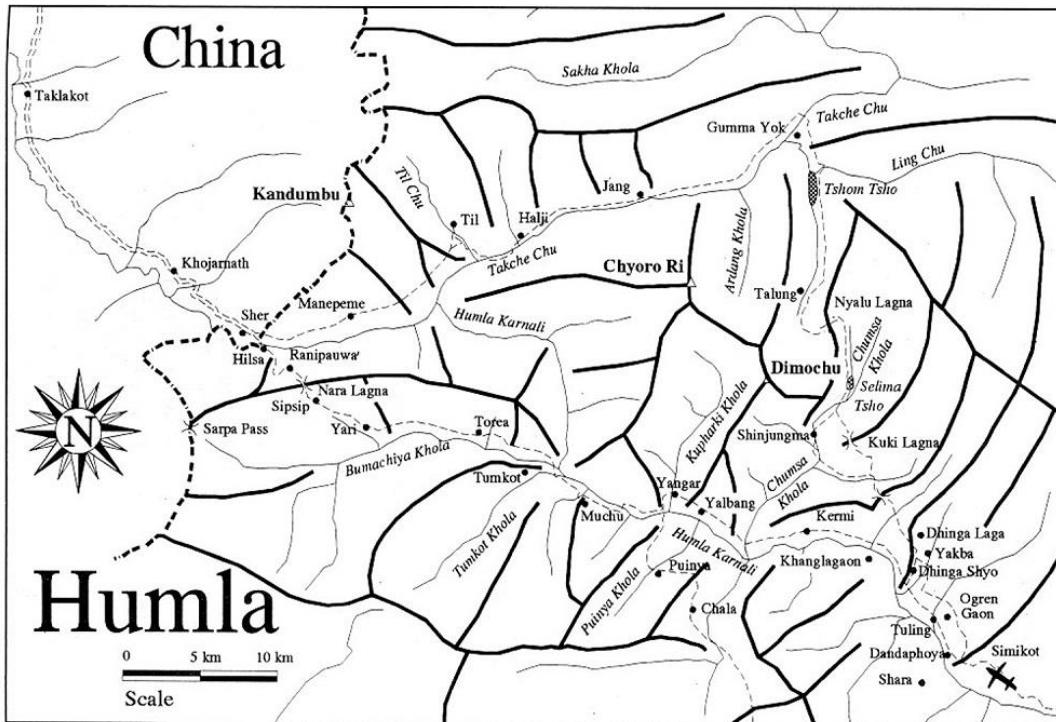 China
Sakha Khola
Taklakot
Takche Chu
Gumma Yok
Ling Chu
Til Chu
Jang
Tshom Tsho
Kandumbu
Til
Halji
Takche Chu
Ardang Khola
Khojarnath
Chyoro Ri
Talung
Nyalu Lagna
Manepeme
Sher
Humla Karnali
Chumsa
Khola
Hilsa
Ranipauwa
Dimochu
Nara Lagna
Selima
Tsho
Sipsip
N
Sarpa Pass
Yari
Torea
Kupharki Khola
Shinjungma
Kuki Lagna
Bumachiya Khola
Tumkot
Chumsa
Khola
Yangar
Yalbang
Muchu
Kermi
Tumkot Khola
Humla Karnali
Dhinga Laga
Yakba
Khanglagaon
Puinya
Dhinga Shyo
Humla
Puinya Khola
Chala
Ogren
Gaon
Tuling
0 5 km 10 km
Scale
Dandaphoya
Simikot
Shara